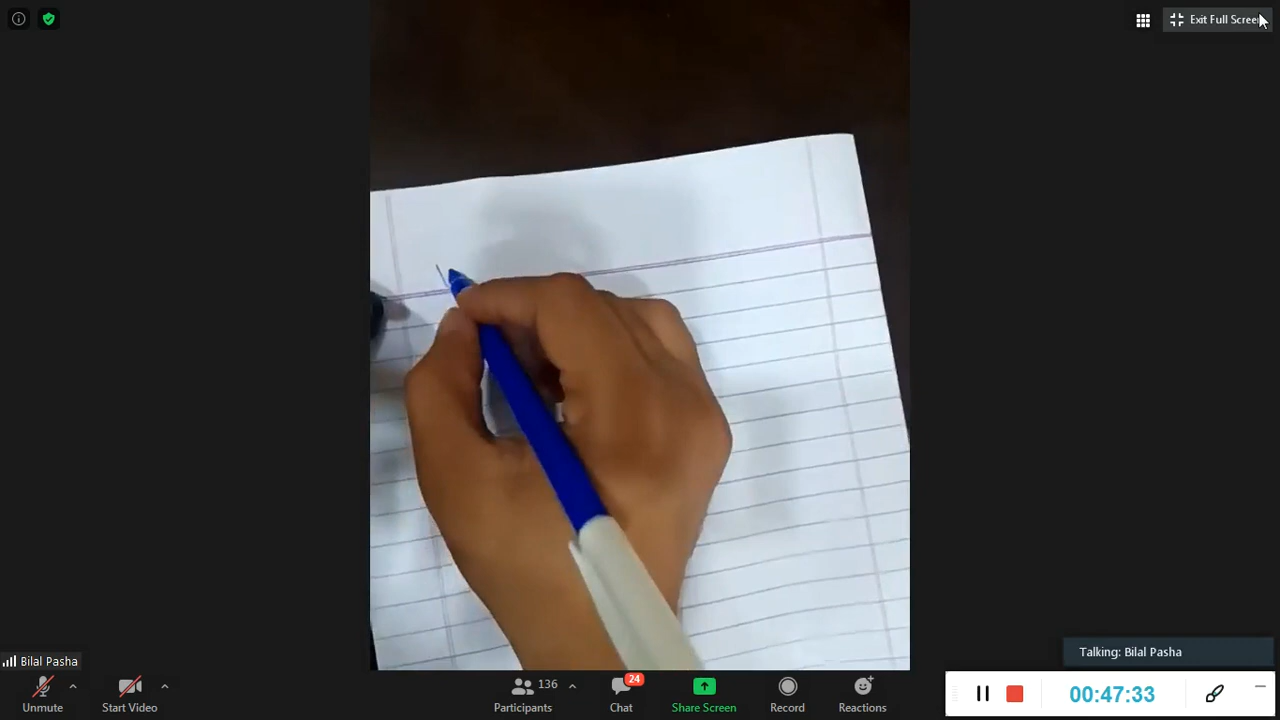 Exit Full Screen
Bilal Pasha
Talking: Bilal Pasha
Unmute
Start Video
136
Participants
24
Chat
Share Screen
Record
Reactions
00:47:33